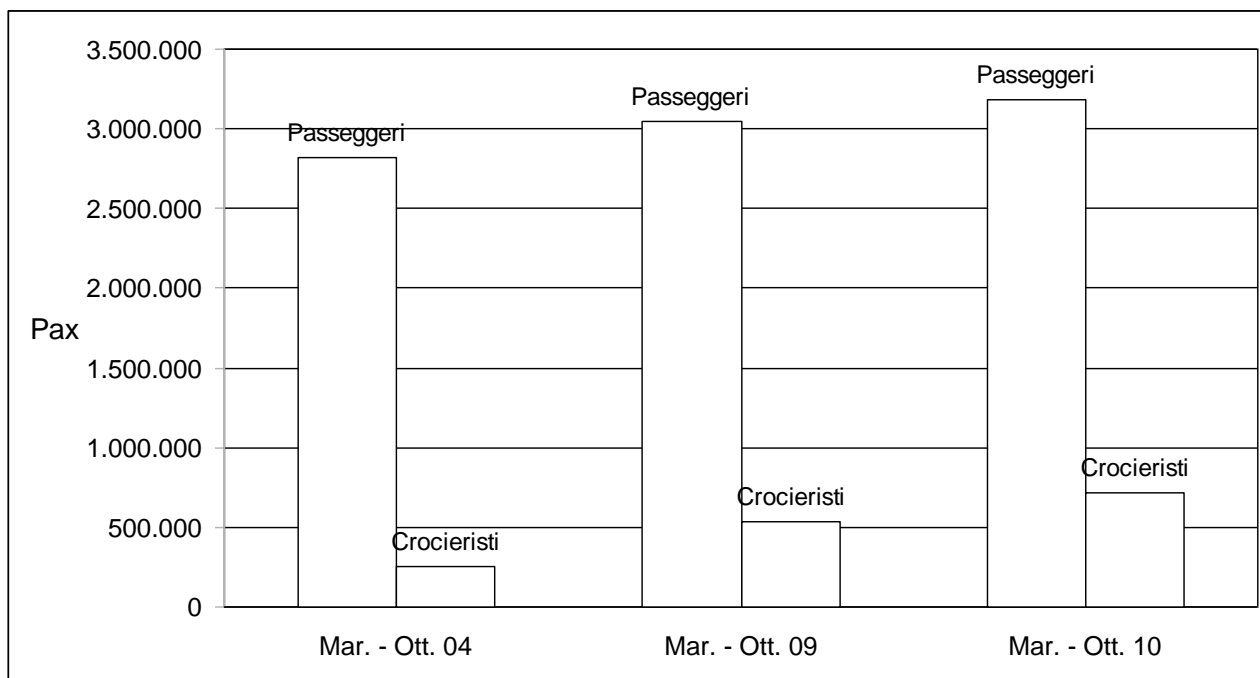 3.500.000
3.000.000
2.500.000
2.000.000
1.500.000
1.000.000
500.000
0
Pax
Passeggeri
Crocieristi
Passeggeri
Crocieristi
Passeggeri
Crocieristi
Mar. - Ott. 04
Mar. - Ott. 09
Mar. - Ott. 10